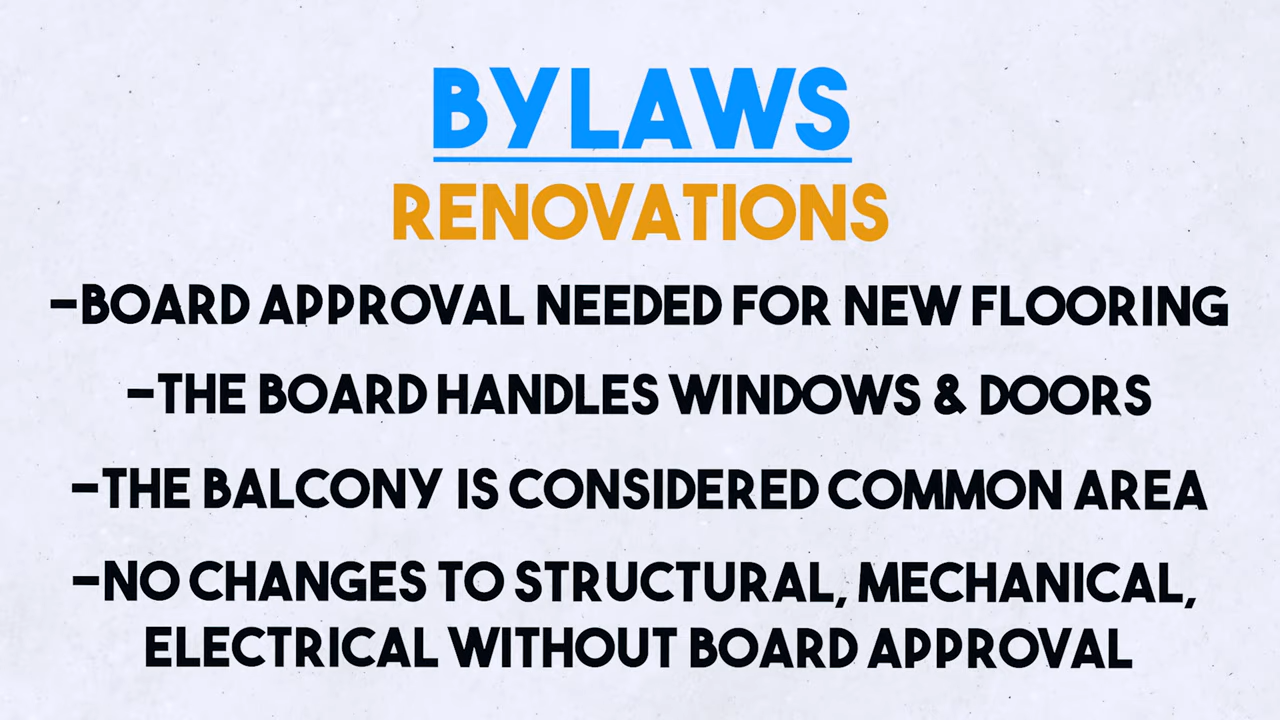 BYLAWS
RENOVATIONS
-BOARD APPROVAL NEEDED FOR NEW FLOORING
-THE BOARD HANDLES WINDOWS & DOORS
-THE BALCONY IS CONSIDERED COMMON AREA
-NO CHANGES TO STRUCTURAL, MECHANICAL,
ELECTRICAL WITHOUT BOARD APPROVAL